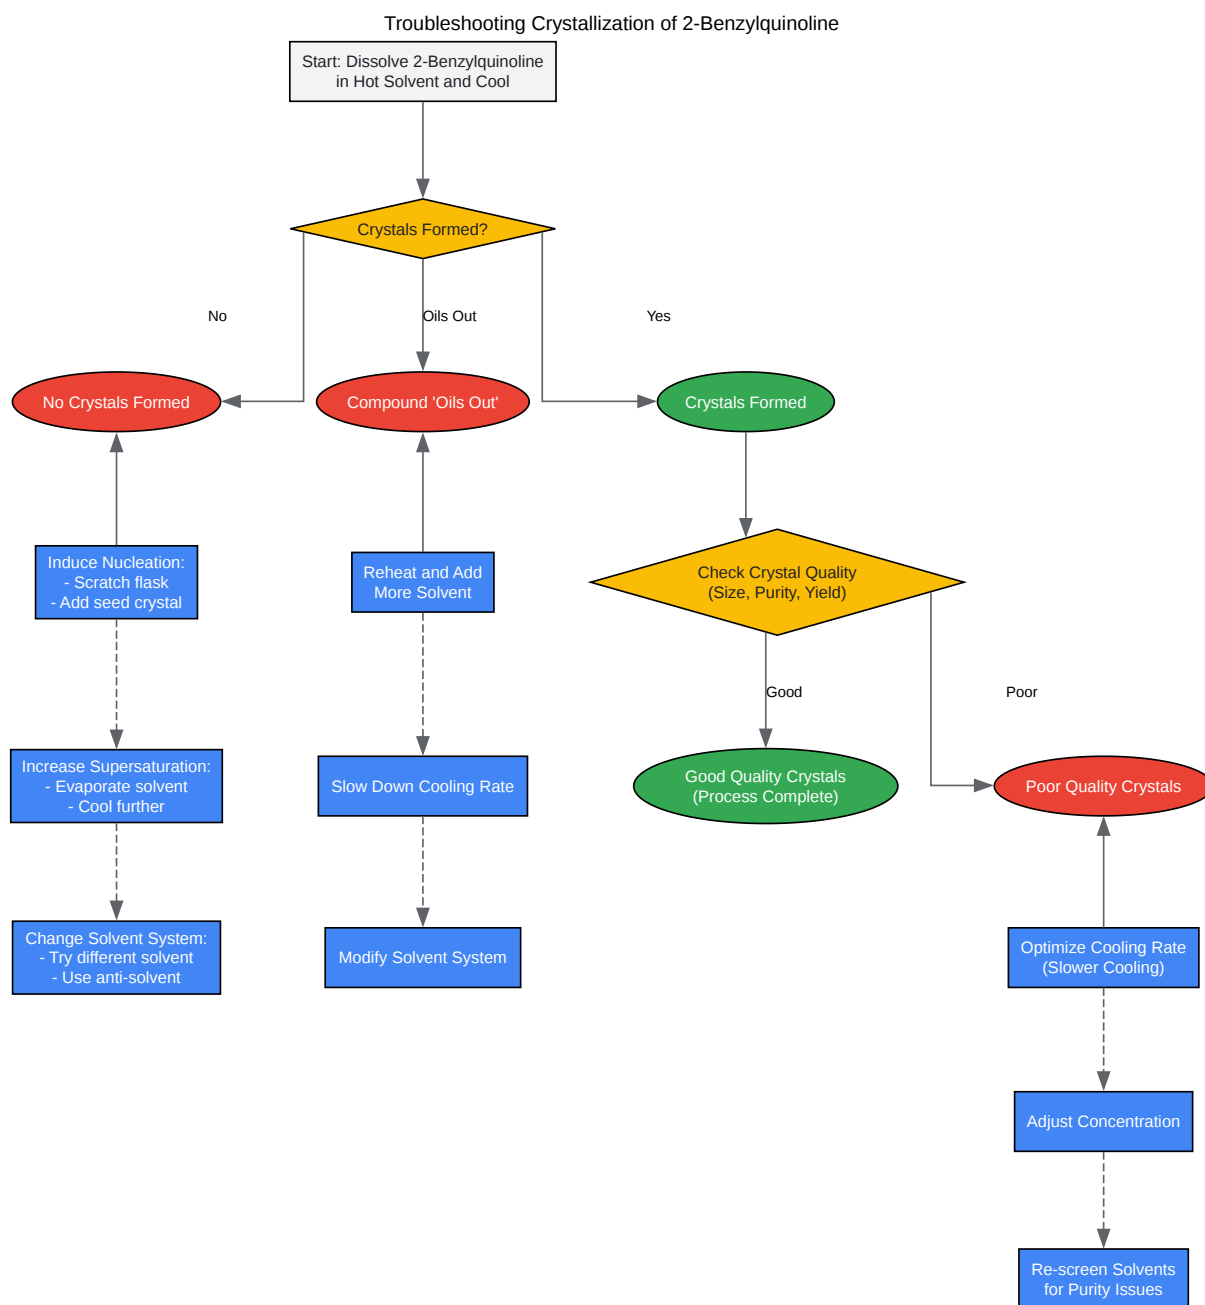 Troubleshooting Crystallization of 2-Benzylquinoline
Start: Dissolve 2-Benzylquinoline
in Hot Solvent and Cool
Crystals Formed?
No
Oils Out
Yes
No Crystals Formed
Compound 'Oils Out'
Crystals Formed
Induce Nucleation:
- Scratch flask
- Add seed crystal
Reheat and Add
More Solvent
Check Crystal Quality
(Size, Purity, Yield)
Good
Poor
Increase Supersaturation:
- Evaporate solvent
- Cool further
Slow Down Cooling Rate
Good Quality Crystals
(Process Complete)
Poor Quality Crystals
Change Solvent System:
- Try different solvent
- Use anti-solvent
Modify Solvent System
Optimize Cooling Rate
(Slower Cooling)
Adjust Concentration
Re-screen Solvents
for Purity Issues